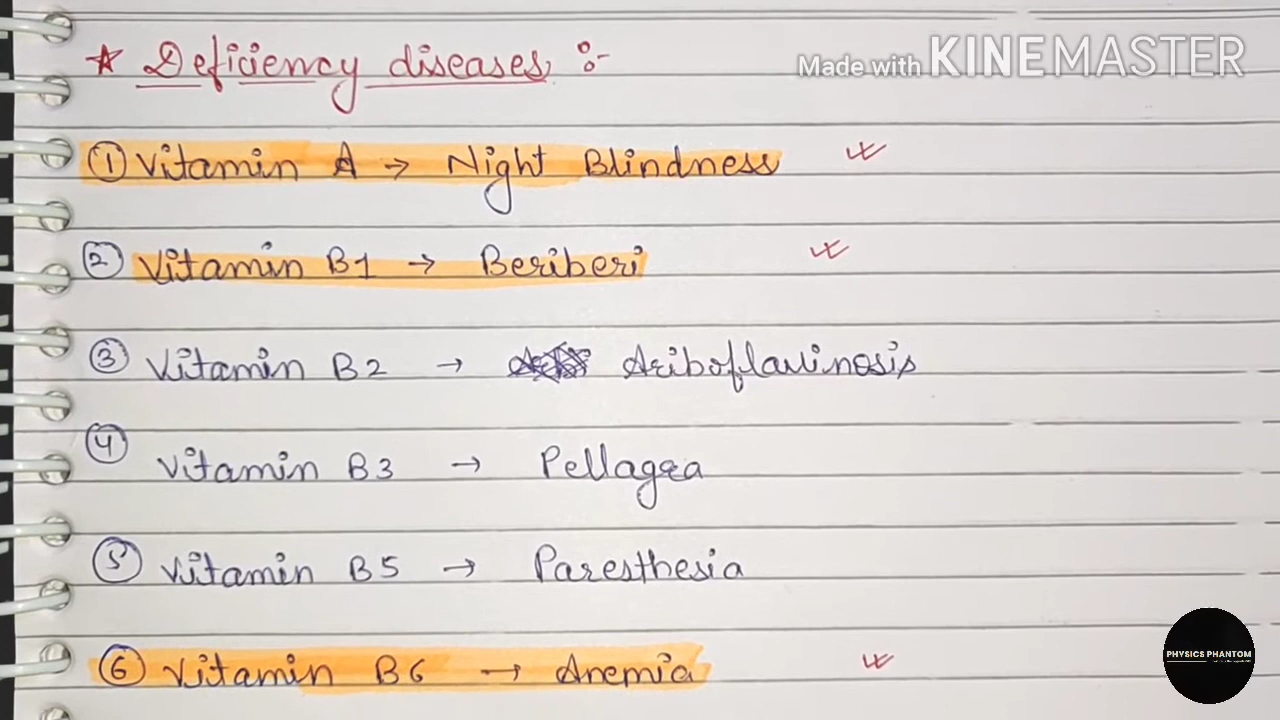 * Deficiency diseases :-
Made with KINEMASTER
① Vitamin A → Night Blindness
② Vitamin B1 → Beriberi
③ Vitamin B2 → Ariboflavinosis
④ Vitamin B3 → Pellagra
⑤ Vitamin B5 → Paresthesia
⑥ Vitamin B6 → Anemia
PHYSICS PHANTOM